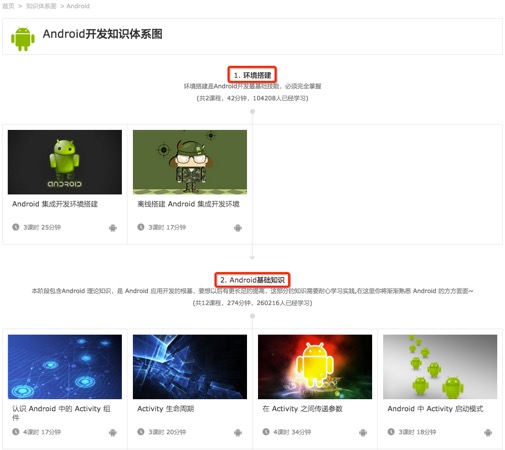 首页 > 知识体系图 > Android
Android开发知识体系图
1. 环境搭建
环境搭建是Android开发最基础技能，必须完全掌握
(共2课程，42分钟，104208人已经学习)
ANDROID
Android 集成开发环境搭建
离线搭建 Android 集成开发环境
3课时 25分钟
3课时 17分钟
2. Android基础知识
本阶段包含Android 理论知识，是 Android 应用开发的根基，要想以后有更长足的提高，这部分的知识需要耐心学习实践,在这里你将渐渐熟悉 Android 的方方面面~
(共12课程，274分钟，260216人已经学习)
认识 Android 中的 Activity 组件
Activity 生命周期
在 Activity 之间传递参数
Android 中 Activity 启动模式
4课时 17分钟
3课时 20分钟
4课时 34分钟
3课时 18分钟